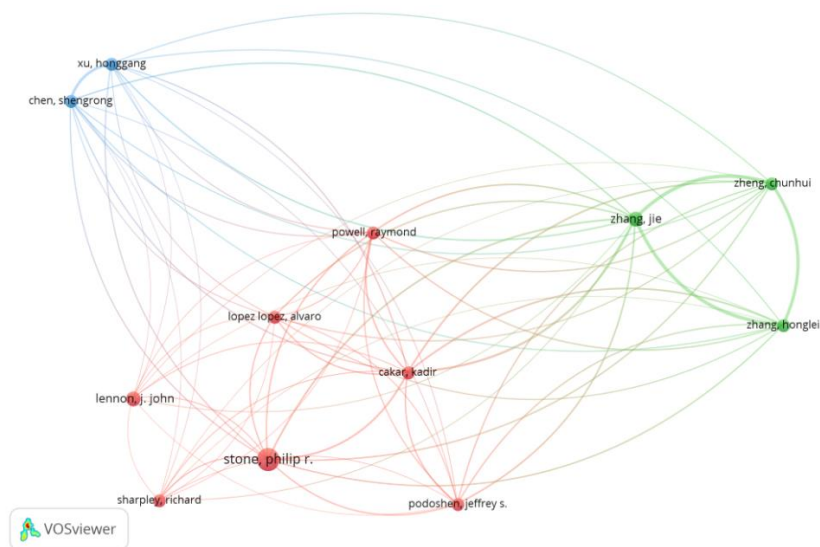 xu, honggang
chen, shengrong
zheng, chunhui
zhang, jie
powell, raymond
lopez lopez, alvaro
zhang, honglei
cakar, kadir
lennon, j. john
stone, philip r.
sharpley, richard
podoshen, jeffrey s.
VOSviewer